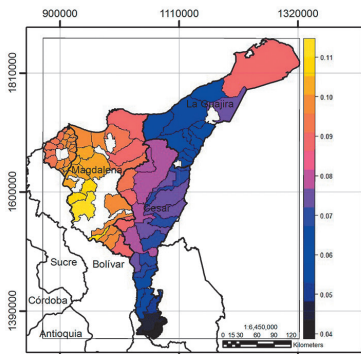 900000 1110000 1320000
1810000
1600000
1390000
La Guajira
Magdalena
Cesar
Sucre
Bolívar
Córdoba
Antioquia
0.11
0.10
0.09
0.08
0.07
0.06
0.05
0.04
1:6,450,000
0 15 30 60 90 120
Kilometers